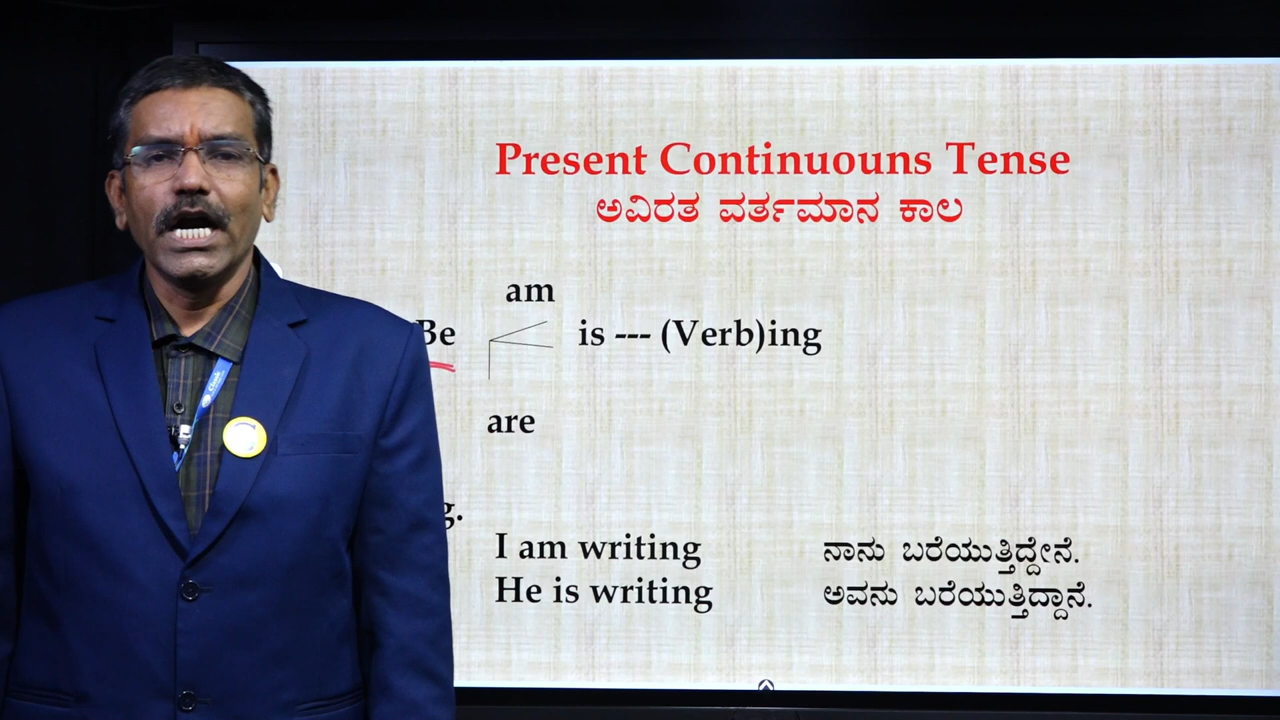 Present Continuouns Tense
ಅವಿರತ ವರ್ತಮಾನ ಕಾಲ
am
Be is --- (Verb)ing
are
g.
I am writing ನಾನು ಬರೆಯುತ್ತಿದ್ದೇನೆ.
He is writing ಅವನು ಬರೆಯುತ್ತಿದ್ದಾನೆ.